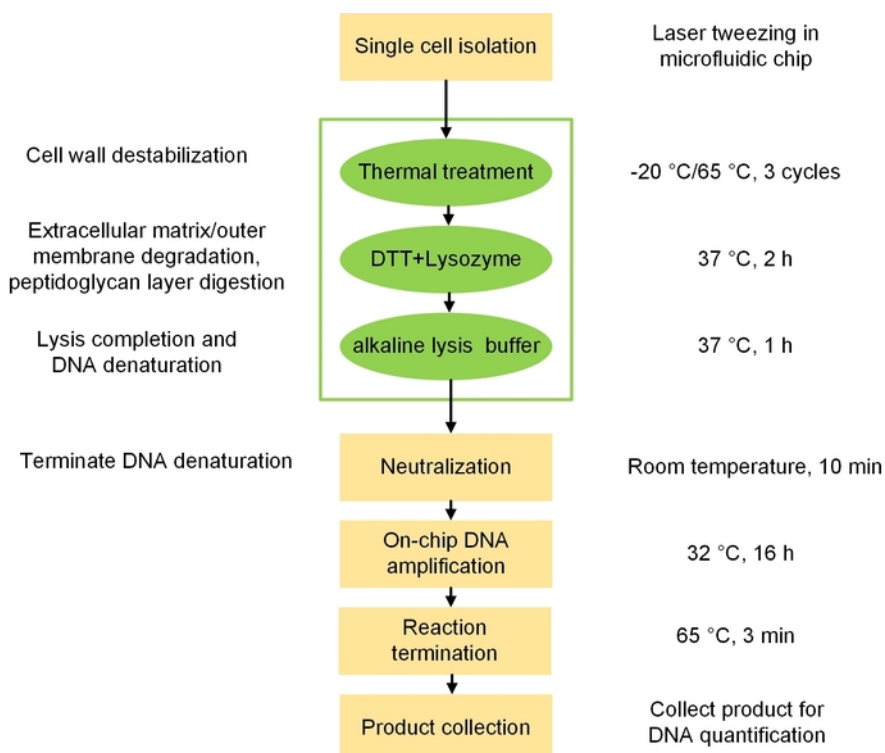 Single cell isolation
Laser tweezing in
microfluidic chip
Cell wall destabilization
Thermal treatment
-20 °C/65 °C, 3 cycles
Extracellular matrix/outer
membrane degradation,
peptidoglycan layer digestion
DTT+Lysozyme
37 °C, 2 h
Lysis completion and
DNA denaturation
alkaline lysis buffer
37 °C, 1 h
Terminate DNA denaturation
Neutralization
Room temperature, 10 min
On-chip DNA
amplification
32 °C, 16 h
Reaction
termination
65 °C, 3 min
Product collection
Collect product for
DNA quantification